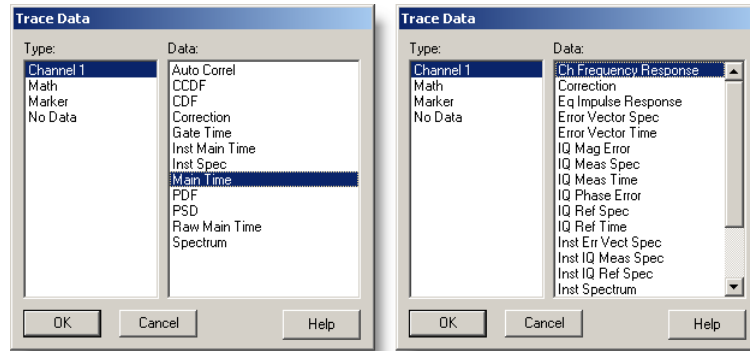 Trace Data
Type:
Data:
Channel 1
Math
Marker
No Data
Auto Correl
CCDF
CDF
Correction
Gate Time
Inst Main Time
Inst Spec
Main Time
PDF
PSD
Raw Main Time
Spectrum
OK
Cancel
Help
Trace Data
Type:
Data:
Channel 1
Math
Marker
No Data
Ch Frequency Response
Correction
Eq Impulse Response
Error Vector Spec
Error Vector Time
IQ Mag Error
IQ Meas Spec
IQ Meas Time
IQ Phase Error
IQ Ref Spec
IQ Ref Time
Inst Err Vect Spec
Inst IQ Meas Spec
Inst IQ Ref Spec
Inst Spectrum
OK
Cancel
Help